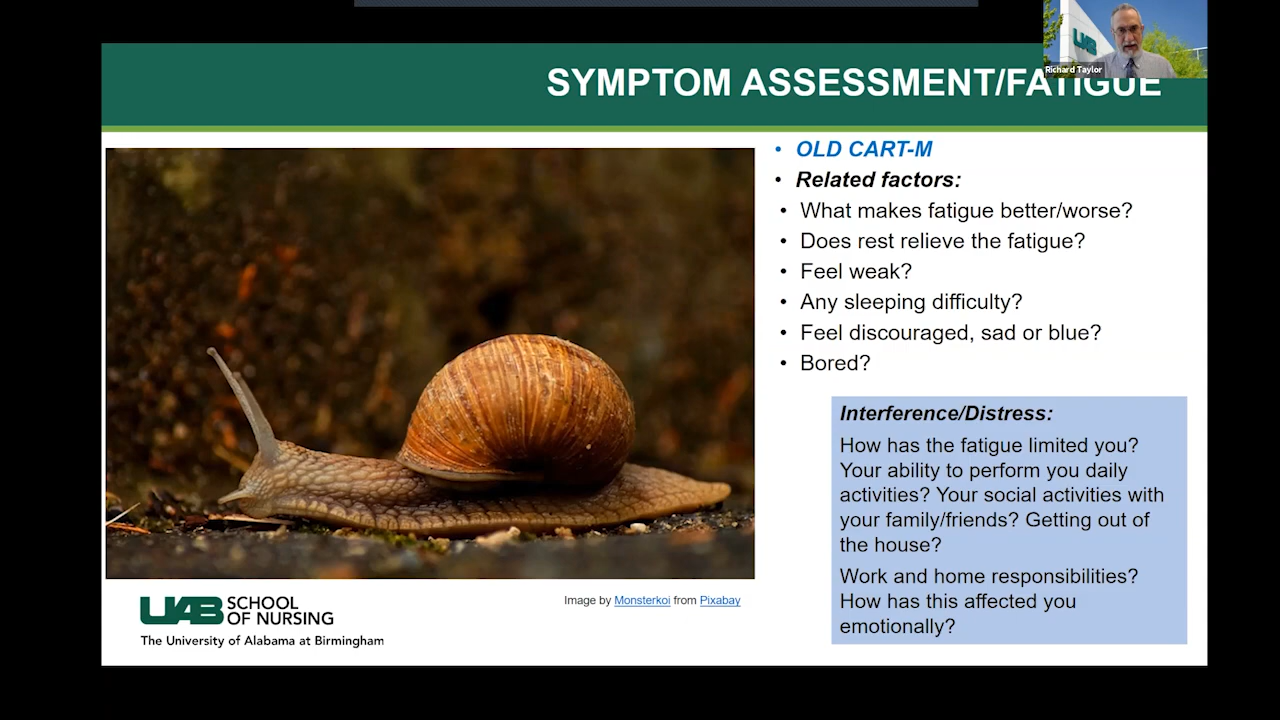 Richard Taylor
SYMPTOM ASSESSMENT/FATIGUE
• OLD CART-M
• Related factors:
• What makes fatigue better/worse?
• Does rest relieve the fatigue?
• Feel weak?
• Any sleeping difficulty?
• Feel discouraged, sad or blue?
• Bored?
Interference/Distress:
How has the fatigue limited you?
Your ability to perform you daily
activities? Your social activities with
your family/friends? Getting out of
the house?
Work and home responsibilities?
How has this affected you
emotionally?
Image by Monsterkoi from Pixabay
UAB SCHOOL
OF NURSING
The University of Alabama at Birmingham
UAB